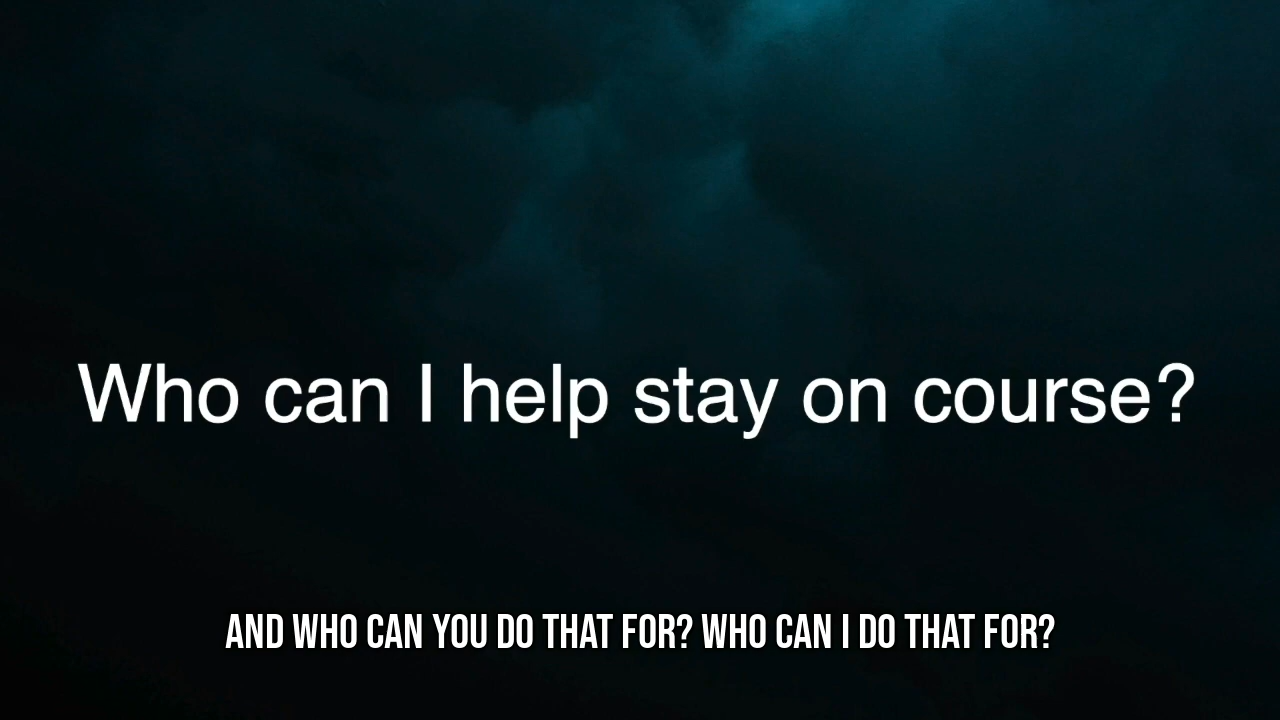 Who can I help stay on course?
AND WHO CAN YOU DO THAT FOR? WHO CAN I DO THAT FOR?